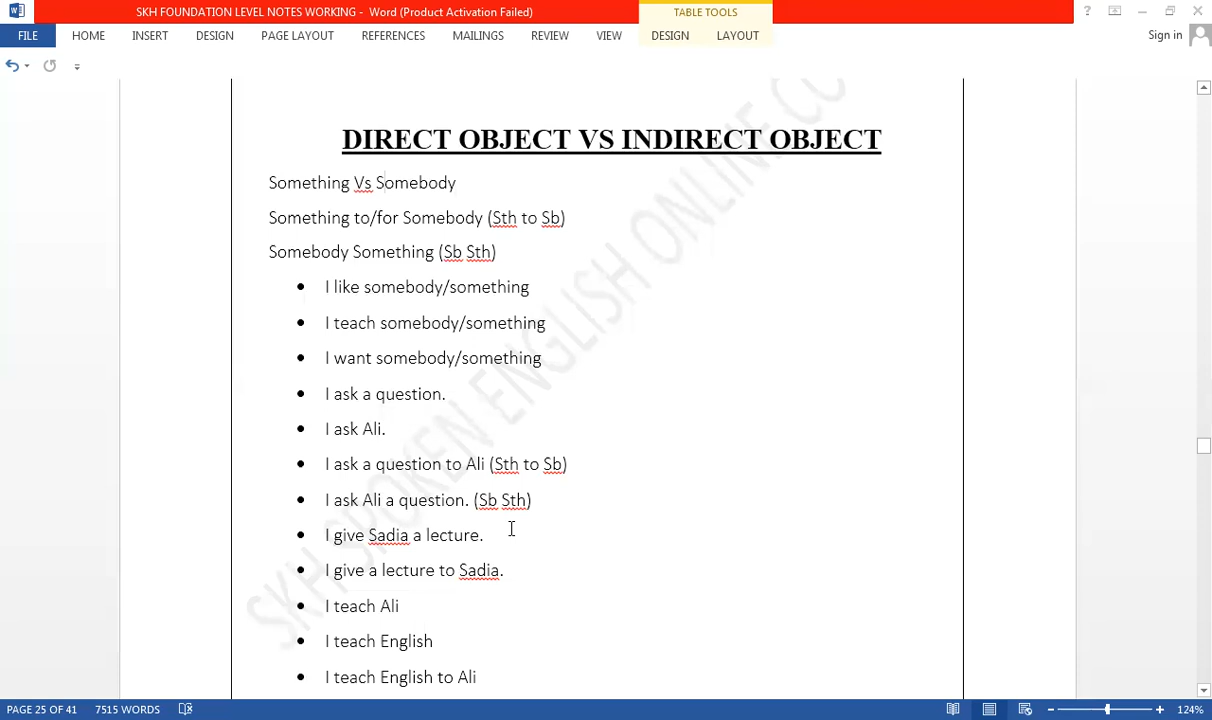 SKH FOUNDATION LEVEL NOTES WORKING - Word (Product Activation Failed)
TABLE TOOLS
FILE HOME INSERT DESIGN PAGE LAYOUT REFERENCES MAILINGS REVIEW VIEW DESIGN LAYOUT Sign in
DIRECT OBJECT VS INDIRECT OBJECT
Something Vs Somebody
Something to/for Somebody (Sth to Sb)
Somebody Something (Sb Sth)
• I like somebody/something
• I teach somebody/something
• I want somebody/something
• I ask a question.
• I ask Ali.
• I ask a question to Ali (Sth to Sb)
• I ask Ali a question. (Sb Sth)
• I give Sadia a lecture.
• I give a lecture to Sadia.
• I teach Ali
• I teach English
• I teach English to Ali
SKH SPOKEN ENGLISH ONLINE
PAGE 25 OF 41 7515 WORDS 124%